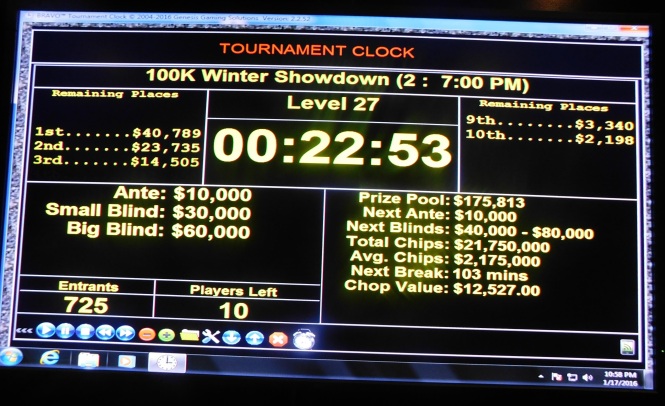 BRAVO™ Tournament Clock © 2004-2016 Genesis Gaming Solutions. Version: 2.2.52
TOURNAMENT CLOCK
100K Winter Showdown (2 : 7:00 PM)
Remaining Places
1st.......$40,789
2nd.......$23,735
3rd.......$14,505
Level 27
00:22:53
Remaining Places
9th........$3,340
10th.......$2,198
Ante: $10,000
Small Blind: $30,000
Big Blind: $60,000
Prize Pool: $175,813
Next Ante: $10,000
Next Blinds: $40,000 - $80,000
Total Chips: $21,750,000
Avg. Chips: $2,175,000
Next Break: 103 mins
Chop Value: $12,527.00
Entrants
725
Players Left
10
<<<
10:58 PM
1/17/2016